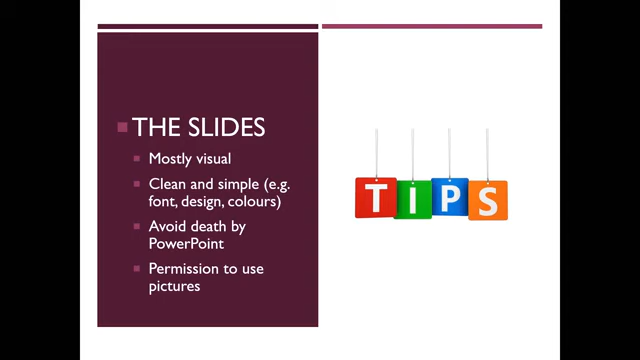 THE SLIDES
Mostly visual
Clean and simple (e.g.
font, design, colours)
Avoid death by
PowerPoint
Permission to use
pictures
TIPS